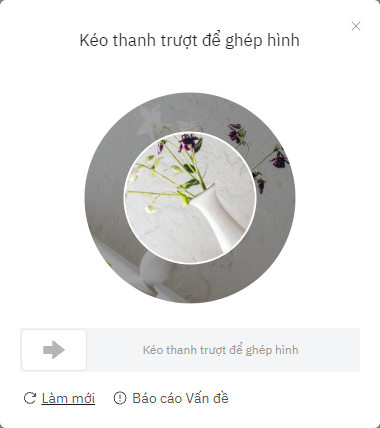 Kéo thanh trượt để ghép hình
Kéo thanh trượt để ghép hình
Làm mới
Báo cáo Vấn đề